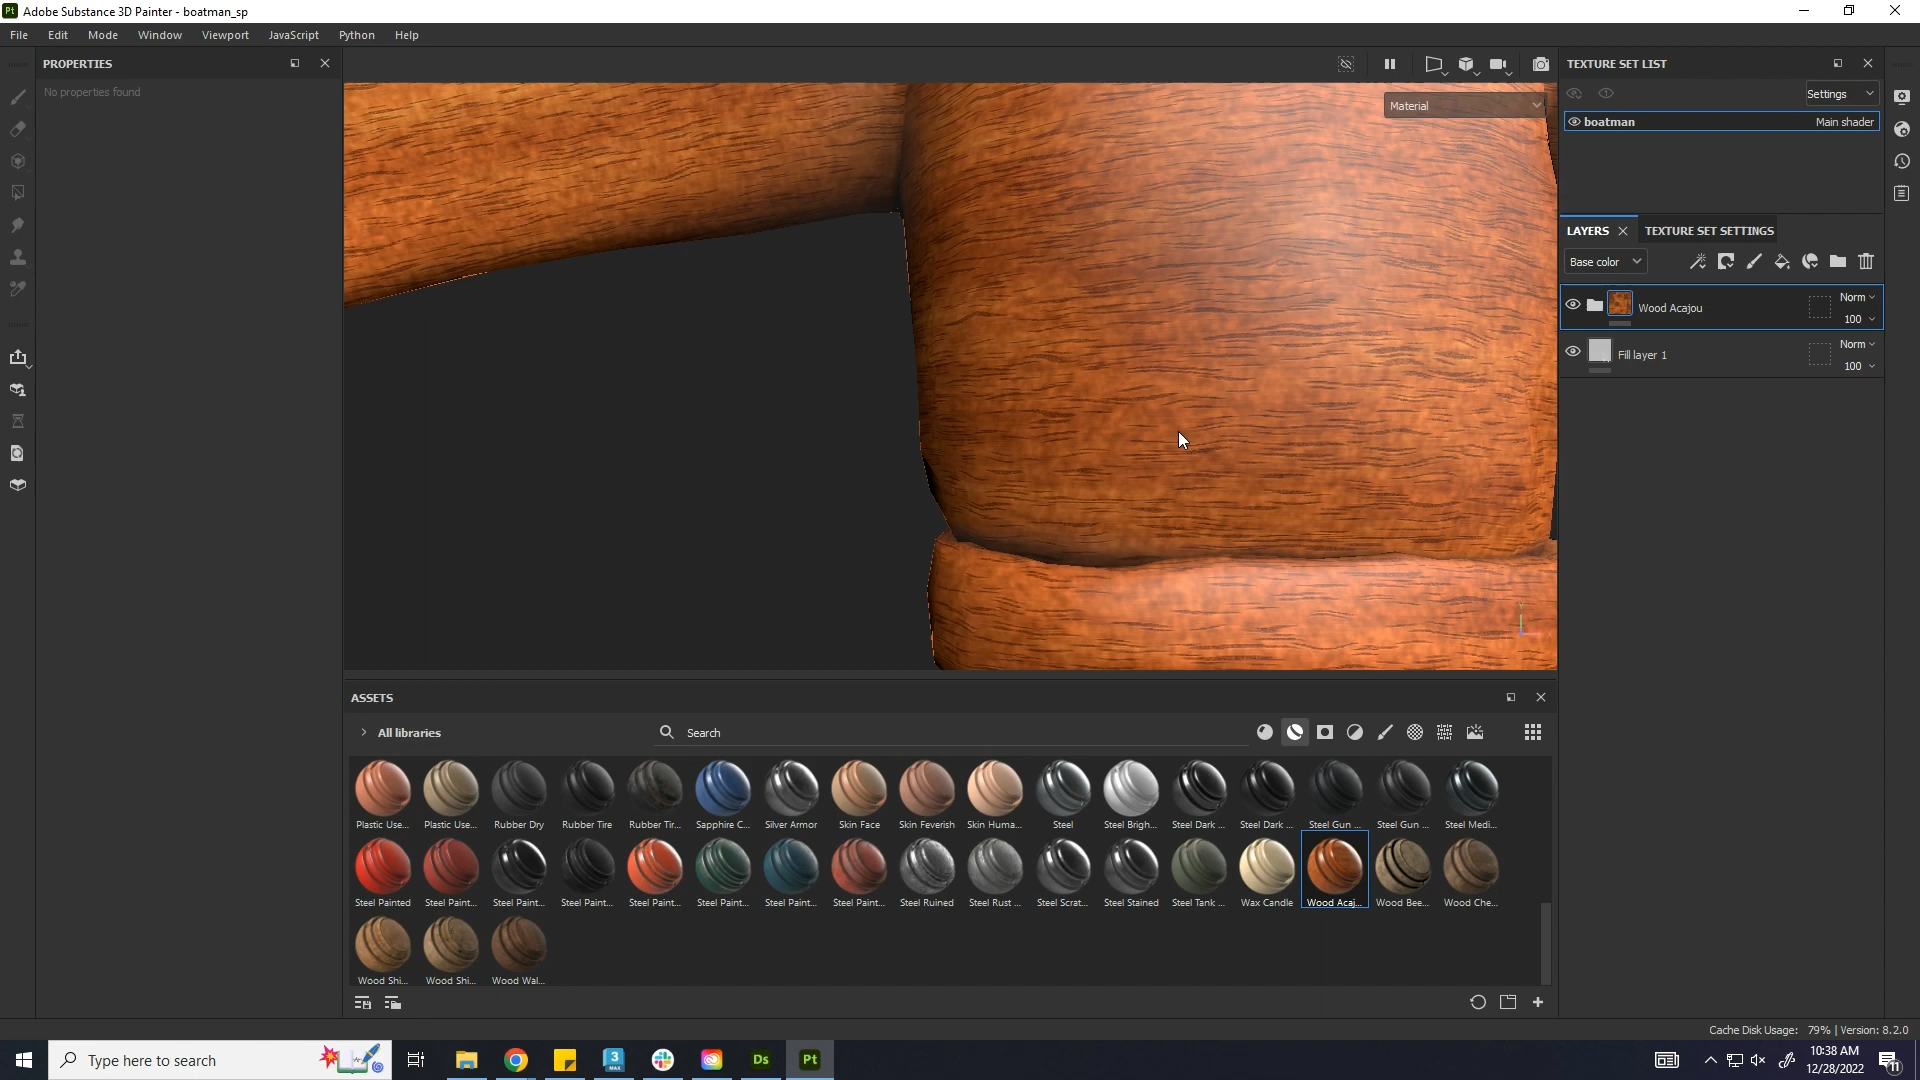 Pt Adobe Substance 3D Painter - boatman_sp
File Edit Mode Window Viewport JavaScript Python Help
PROPERTIES
No properties found
Material
TEXTURE SET LIST
Settings
boatman Main shader
LAYERS TEXTURE SET SETTINGS
Base color
Wood Acajou Norm
100
Fill layer 1 Norm
100
Y
ASSETS
All libraries Search
Plastic Use... Plastic Use... Rubber Dry Rubber Tire Rubber Tir... Sapphire C... Silver Armor Skin Face Skin Feverish Skin Huma... Steel Steel Brigh... Steel Dark ... Steel Dark ... Steel Gun ... Steel Gun ... Steel Medi...
Steel Painted Steel Paint... Steel Paint... Steel Paint... Steel Paint... Steel Paint... Steel Paint... Steel Paint... Steel Ruined Steel Rust ... Steel Scrat... Steel Stained Steel Tank ... Wax Candle Wood Acaj... Wood Bee... Wood Che...
Wood Shi... Wood Shi... Wood Wal...
Cache Disk Usage: 79% | Version: 8.2.0
Type here to search
3
MAX
Ds
Pt
10:38 AM
12/28/2022
11